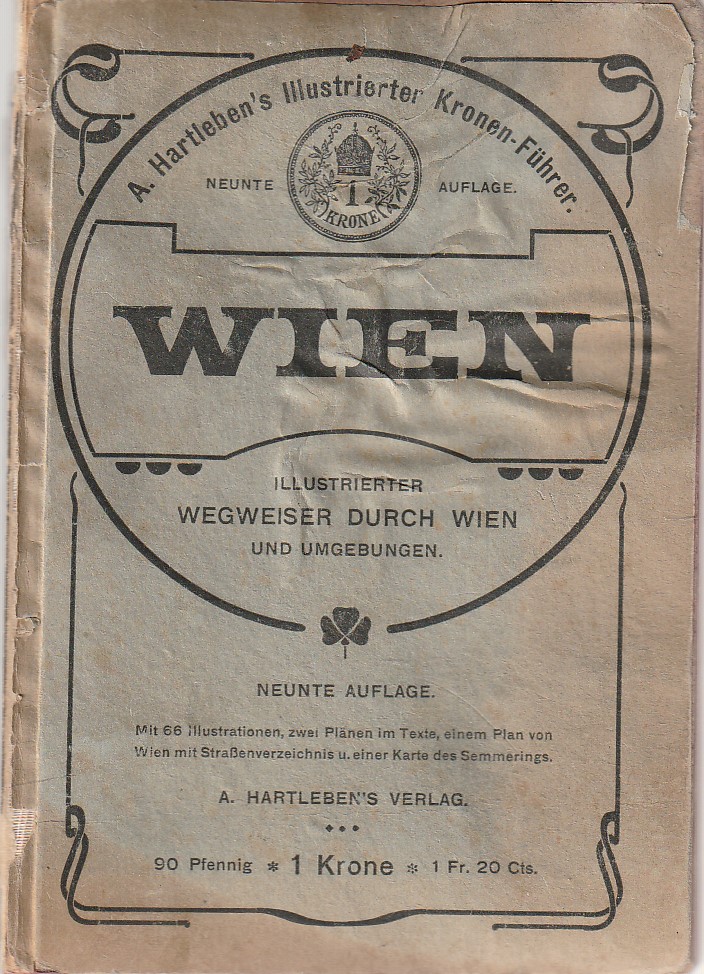 A. Hartleben's Illustrierter Kronen-Führer.
NEUNTE AUFLAGE.
1
KRONE
WIEN
ILLUSTRIERTER
WEGWEISER DURCH WIEN
UND UMGEBUNGEN.
NEUNTE AUFLAGE.
Mit 66 Illustrationen, zwei Plänen im Texte, einem Plan von
Wien mit Straßenverzeichnis u. einer Karte des Semmerings.
A. HARTLEBEN'S VERLAG.
90 Pfennig * 1 Krone * 1 Fr. 20 Cts.